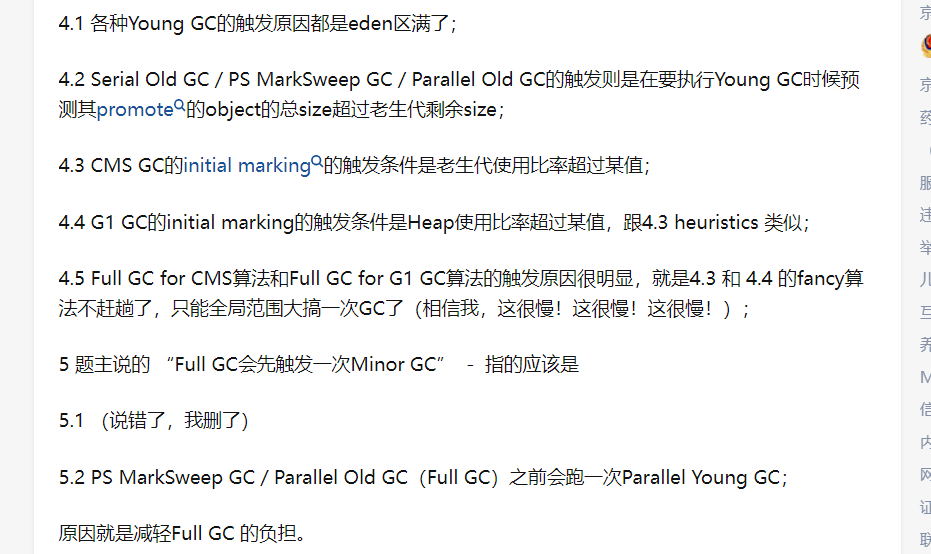 4.1 各种Young GC的触发原因都是eden区满了；
4.2 Serial Old GC / PS MarkSweep GC / Parallel Old GC的触发则是在要执行Young GC时候预
测其promote的object的总size超过老生代剩余size；
4.3 CMS GC的initial marking的触发条件是老生代使用比率超过某值；
4.4 G1 GC的initial marking的触发条件是Heap使用比率超过某值，跟4.3 heuristics 类似；
4.5 Full GC for CMS算法和Full GC for G1 GC算法的触发原因很明显，就是4.3 和 4.4 的fancy算
法不赶趟了，只能全局范围大搞一次GC了（相信我，这很慢！这很慢！这很慢！）；
5 题主说的 “Full GC会先触发一次Minor GC” - 指的应该是
5.1 （说错了，我删了）
5.2 PS MarkSweep GC / Parallel Old GC（Full GC）之前会跑一次Parallel Young GC；
原因就是减轻Full GC 的负担。